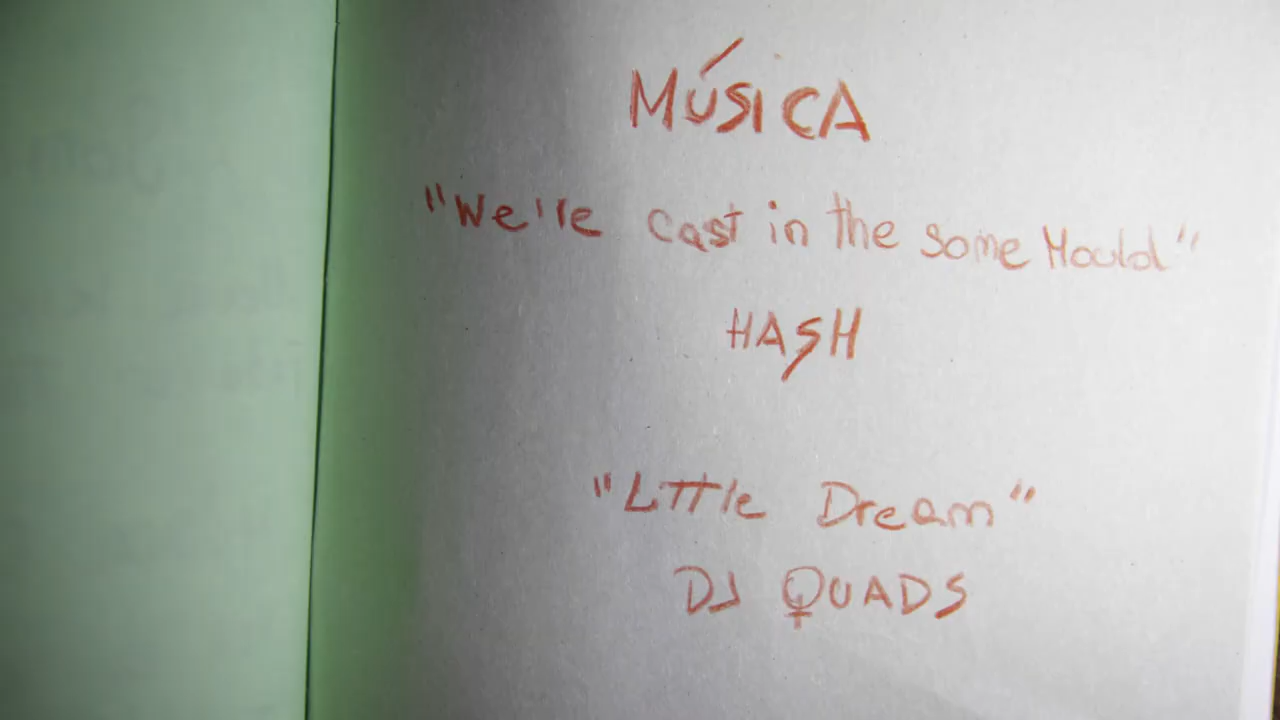 MÚSICA
"We're cast in the some Mould"
HASH
"Little Dream"
DJ QUADS